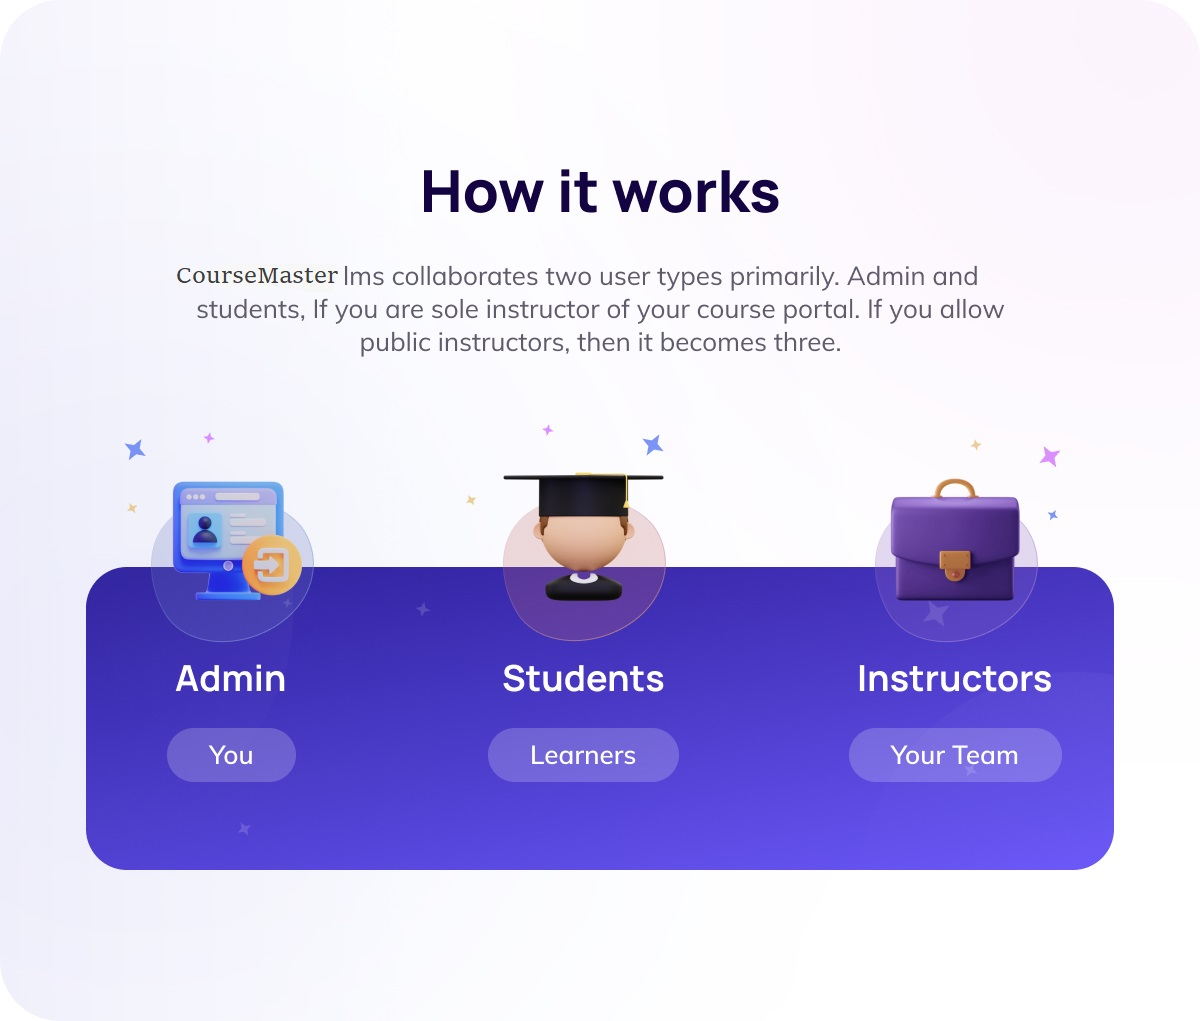 How it works
CourseMaster lms collaborates two user types primarily. Admin and
students, If you are sole instructor of your course portal. If you allow
public instructors, then it becomes three.
Admin
Students
Instructors
You
Learners
Your Team